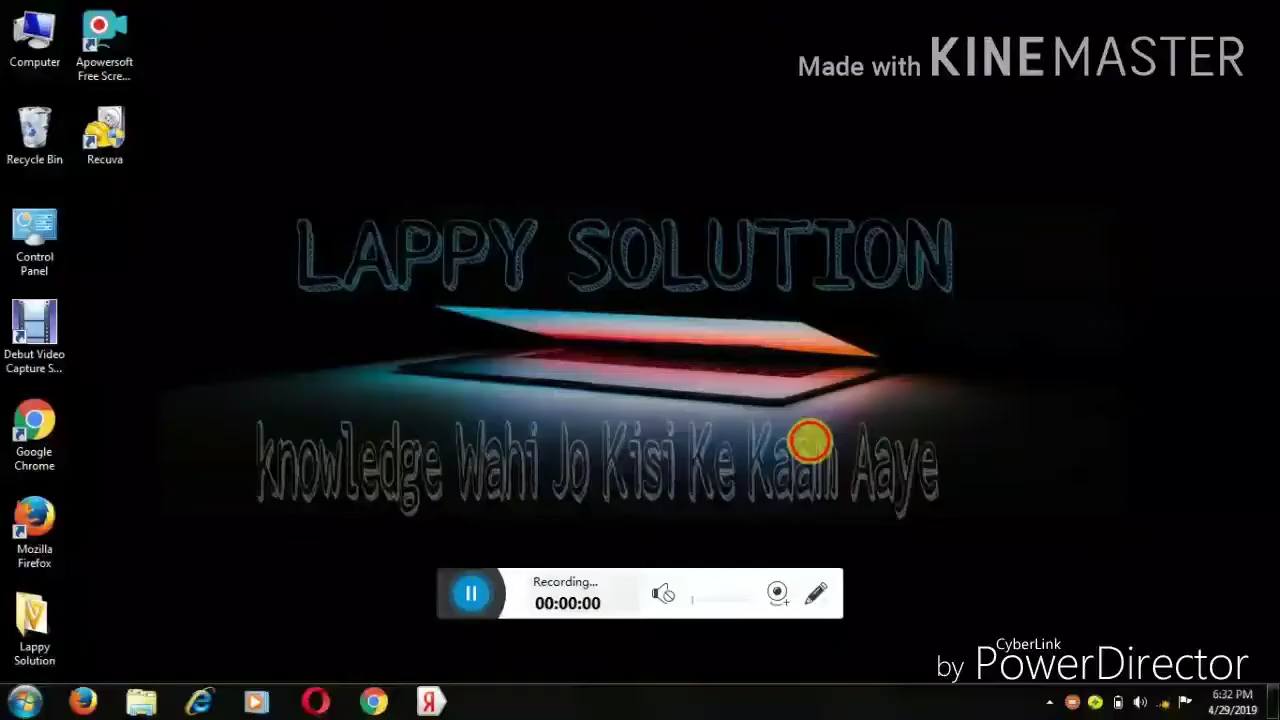 Computer
Apowersoft
Free Scre...
Made with KINEMASTER
Recycle Bin
Recuva
Control
Panel
LAPPY SOLUTION
Debut Video
Capture S...
Google
Chrome
knowledge Wahi Jo Kisi Ke Kaam Aaye
Mozilla
Firefox
Recording...
00:00:00
Lappy
Solution
CyberLink
by PowerDirector
Я
6:32 PM
4/29/2019